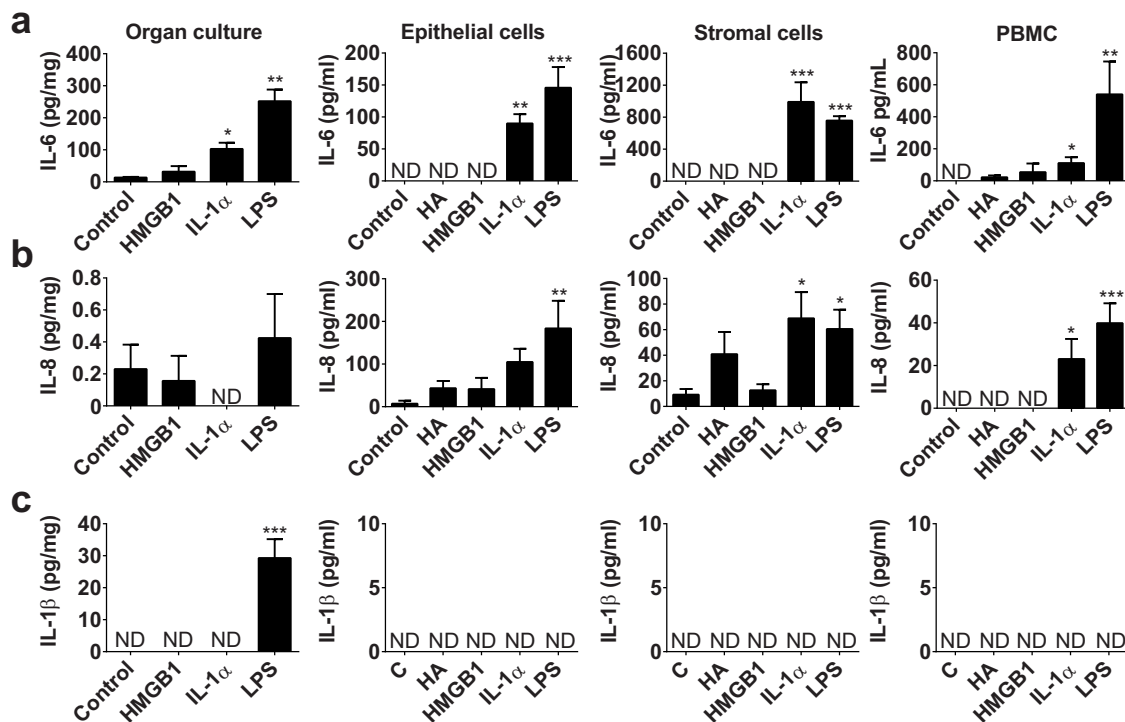 a
Organ culture
Epithelial cells
Stromal cells
PBMC
IL-6 (pg/mg)
400
300
200
100
0
*
**
Control
HMGB1
IL-1α
LPS
IL-6 (pg/ml)
200
150
100
50
0
ND ND ND
**
***
Control
HA
HMGB1
IL-1α
LPS
IL-6 (pg/ml)
1600
1200
800
400
0
ND ND ND
***
***
Control
HA
HMGB1
IL-1α
LPS
IL-6 pg/mL
800
600
400
200
0
ND
*
**
Control
HA
HMGB1
IL-1α
LPS
b
IL-8 (pg/mg)
0.8
0.6
0.4
0.2
0
ND
Control
HMGB1
IL-1α
LPS
IL-8 (pg/ml)
300
200
100
0
**
Control
HA
HMGB1
IL-1α
LPS
IL-8 (pg/ml)
100
80
60
40
20
0
*
*
Control
HA
HMGB1
IL-1α
LPS
IL-8 (pg/ml)
60
40
20
0
ND ND ND
*
***
Control
HA
HMGB1
IL-1α
LPS
c
IL-1β (pg/mg)
40
30
20
10
0
ND ND ND
***
Control
HMGB1
IL-1α
LPS
IL-1β (pg/ml)
10
5
0
ND ND ND ND ND
C
HA
HMGB1
IL-1α
LPS
IL-1β (pg/ml)
10
5
0
ND ND ND ND ND
C
HA
HMGB1
IL-1α
LPS
IL-1β (pg/ml)
10
5
0
ND ND ND ND ND
C
HA
HMGB1
IL-1α
LPS